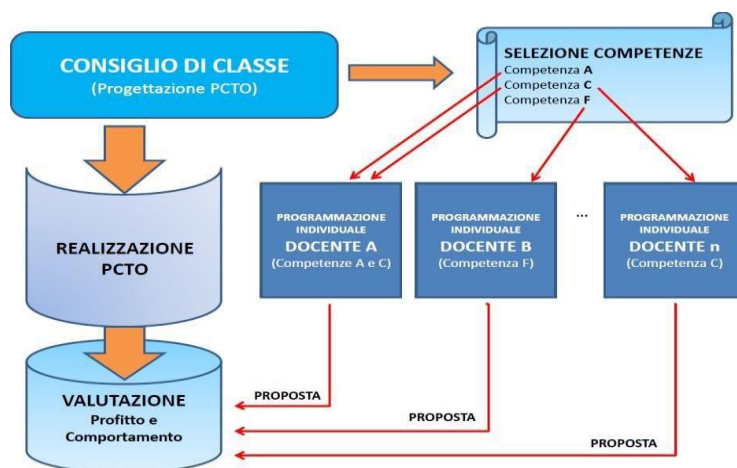 CONSIGLIO DI CLASSE
(Progettazione PCTO)
SELEZIONE COMPETENZE
Competenza A
Competenza C
Competenza F
REALIZZAZIONE
PCTO
PROGRAMMAZIONE
INDIVIDUALE
DOCENTE A
(Competenze A e C)
PROGRAMMAZIONE
INDIVIDUALE
DOCENTE B
(Competenza F)
...
PROGRAMMAZIONE
INDIVIDUALE
DOCENTE n
(Competenza C)
VALUTAZIONE
Profitto e
Comportamento
PROPOSTA
PROPOSTA
PROPOSTA